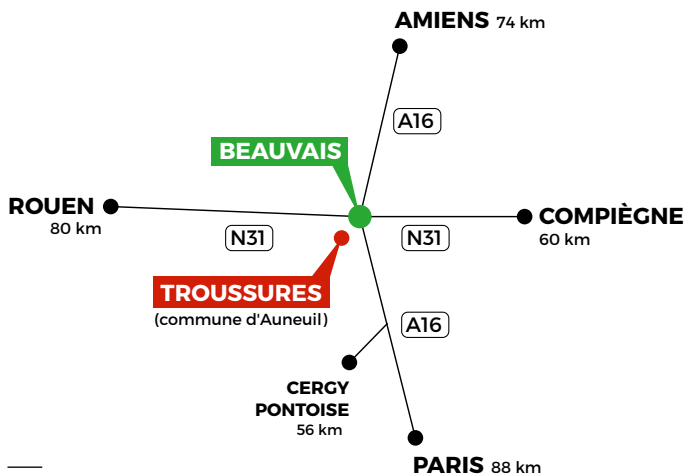 AMIENS 74 km
A16
BEAUVAIS
ROUEN
80 km
N31
N31
COMPIÈGNE
60 km
TROUSSURES
(commune d'Auneuil)
A16
CERGY
PONTOISE
56 km
PARIS 88 km